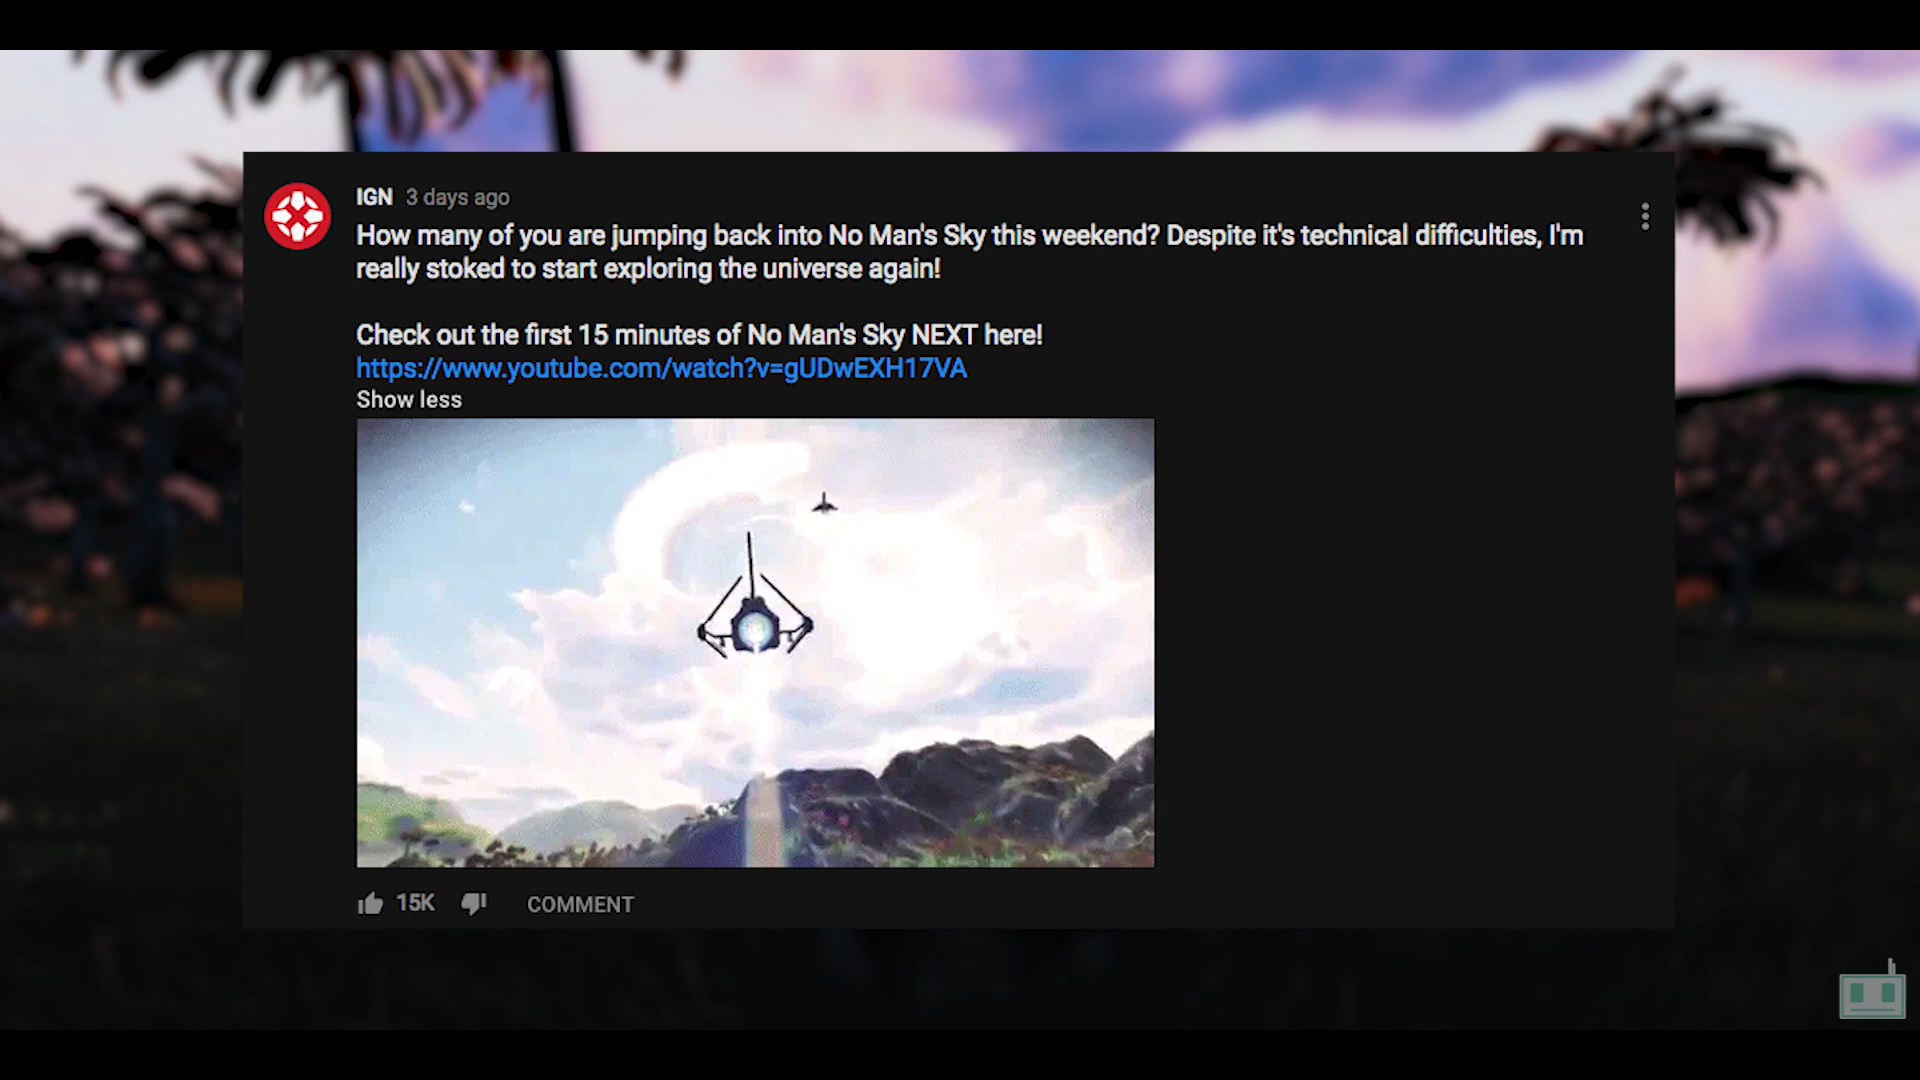 IGN 3 days ago
How many of you are jumping back into No Man's Sky this weekend? Despite it's technical difficulties, I'm
really stoked to start exploring the universe again!
Check out the first 15 minutes of No Man's Sky NEXT here!
https://www.youtube.com/watch?v=gUDwEXH17VA
Show less
15K COMMENT